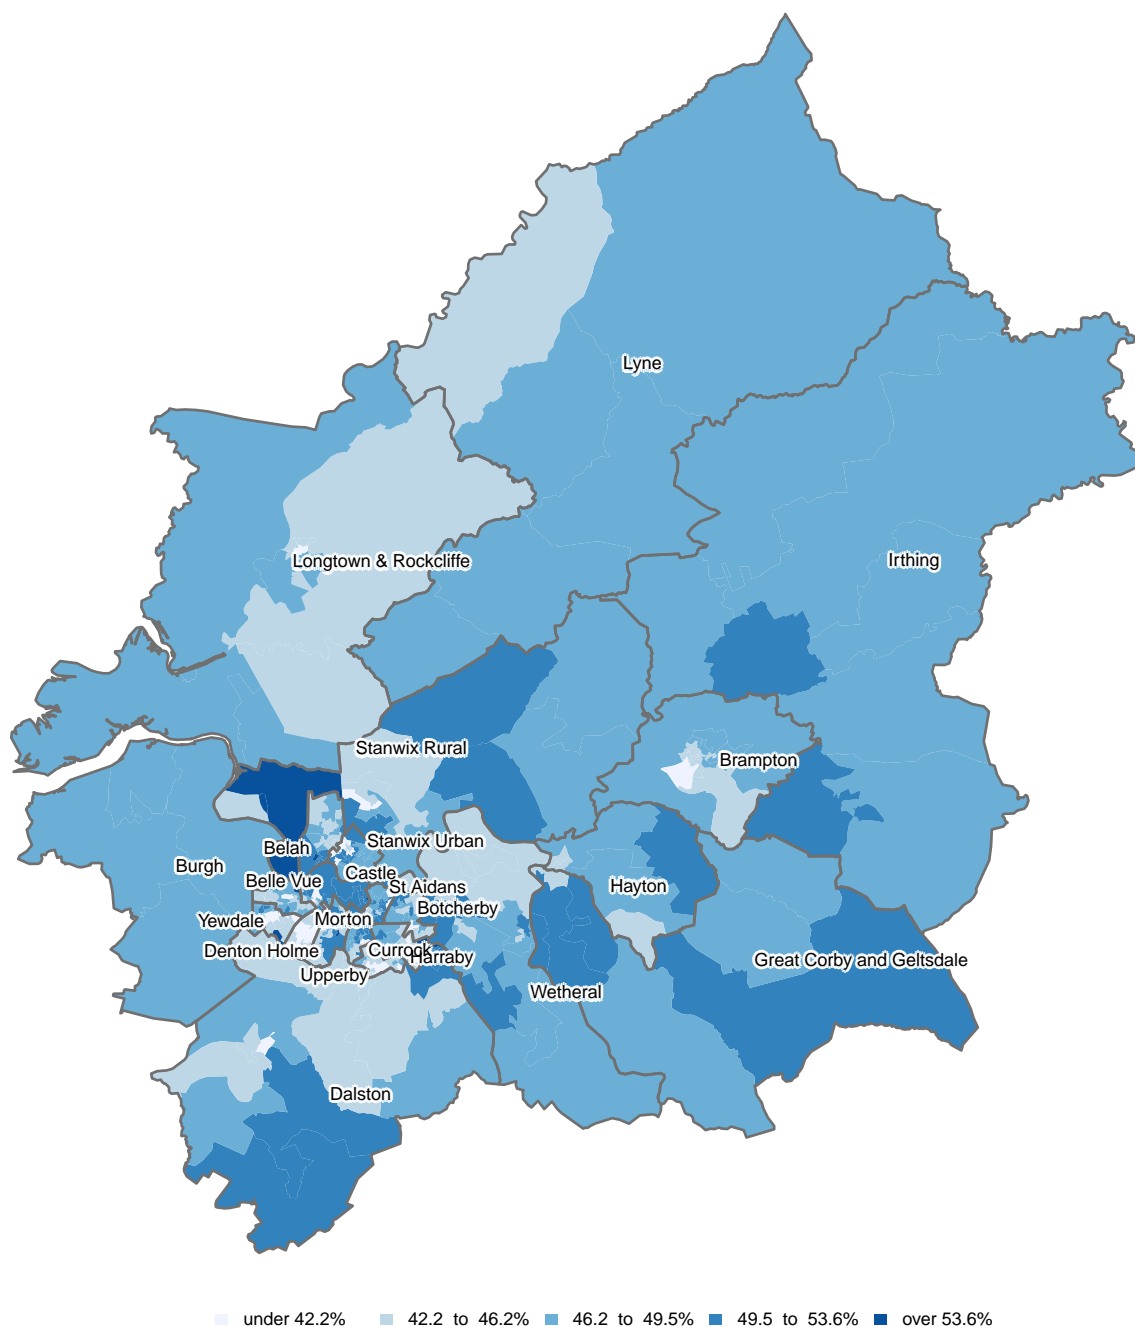 Lyne
Longtown & Rockcliffe
Irthing
Stanwix Rural
Brampton
Stanwix Urban
Belah
Burgh
Castle
Belle Vue
St Aidans
Hayton
Botcherby
Yewdale
Morton
Denton Holme
Currock
Harraby
Great Corby and Geltsdale
Upperby
Wetheral
Dalston
under 42.2% 42.2 to 46.2% 46.2 to 49.5% 49.5 to 53.6% over 53.6%